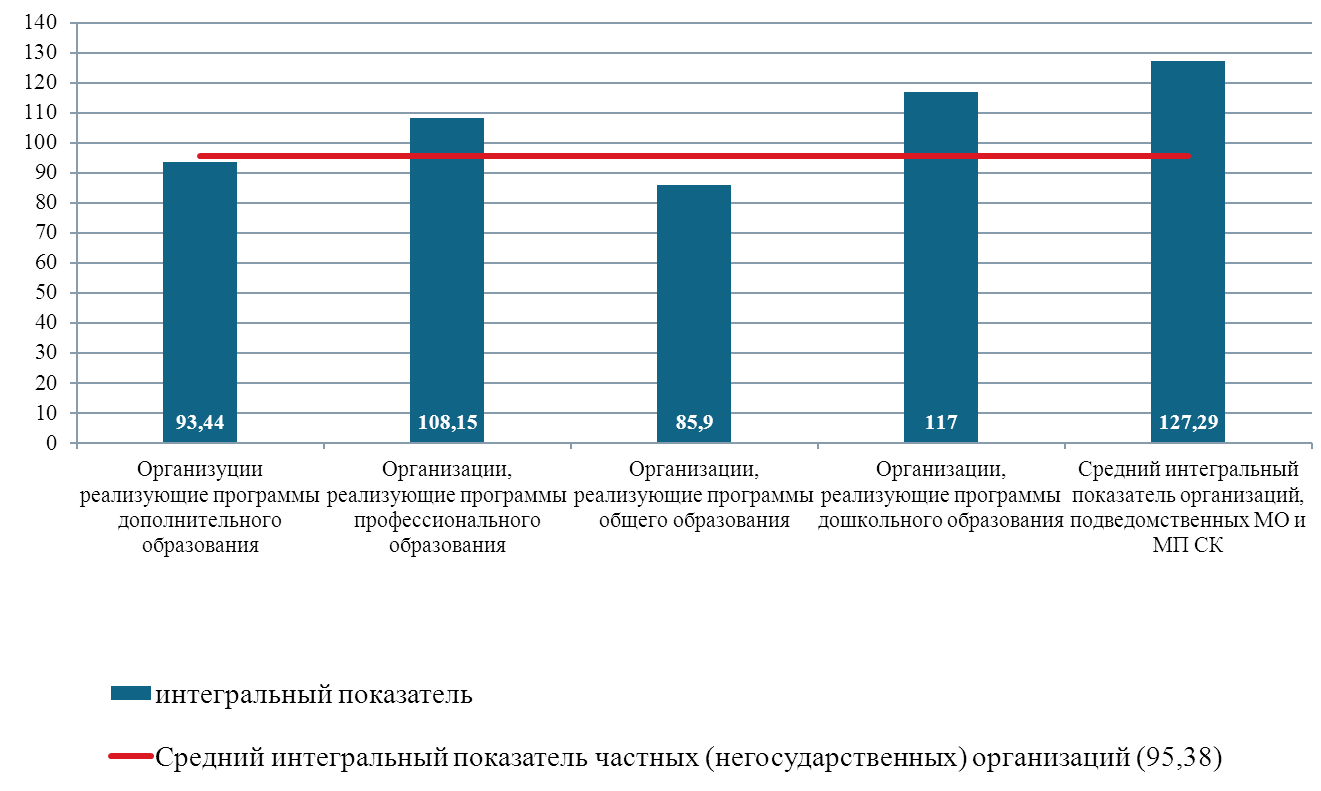 140
130
120
110
100
90
80
70
60
50
40
30
20
10
0
93,44
108,15
85,9
117
127,29
Организуции
реализующие программы
дополнительного
образования
Организации,
реализующие программы
профессионального
образования
Организации,
реализующие программы
общего образования
Организации,
реализующие программы
дошкольного образования
Средний интегральный
показатель организаций,
подведомственных МО и
МП СК
интегральный показатель
Средний интегральный показатель частных (негосударственных) организаций (95,38)